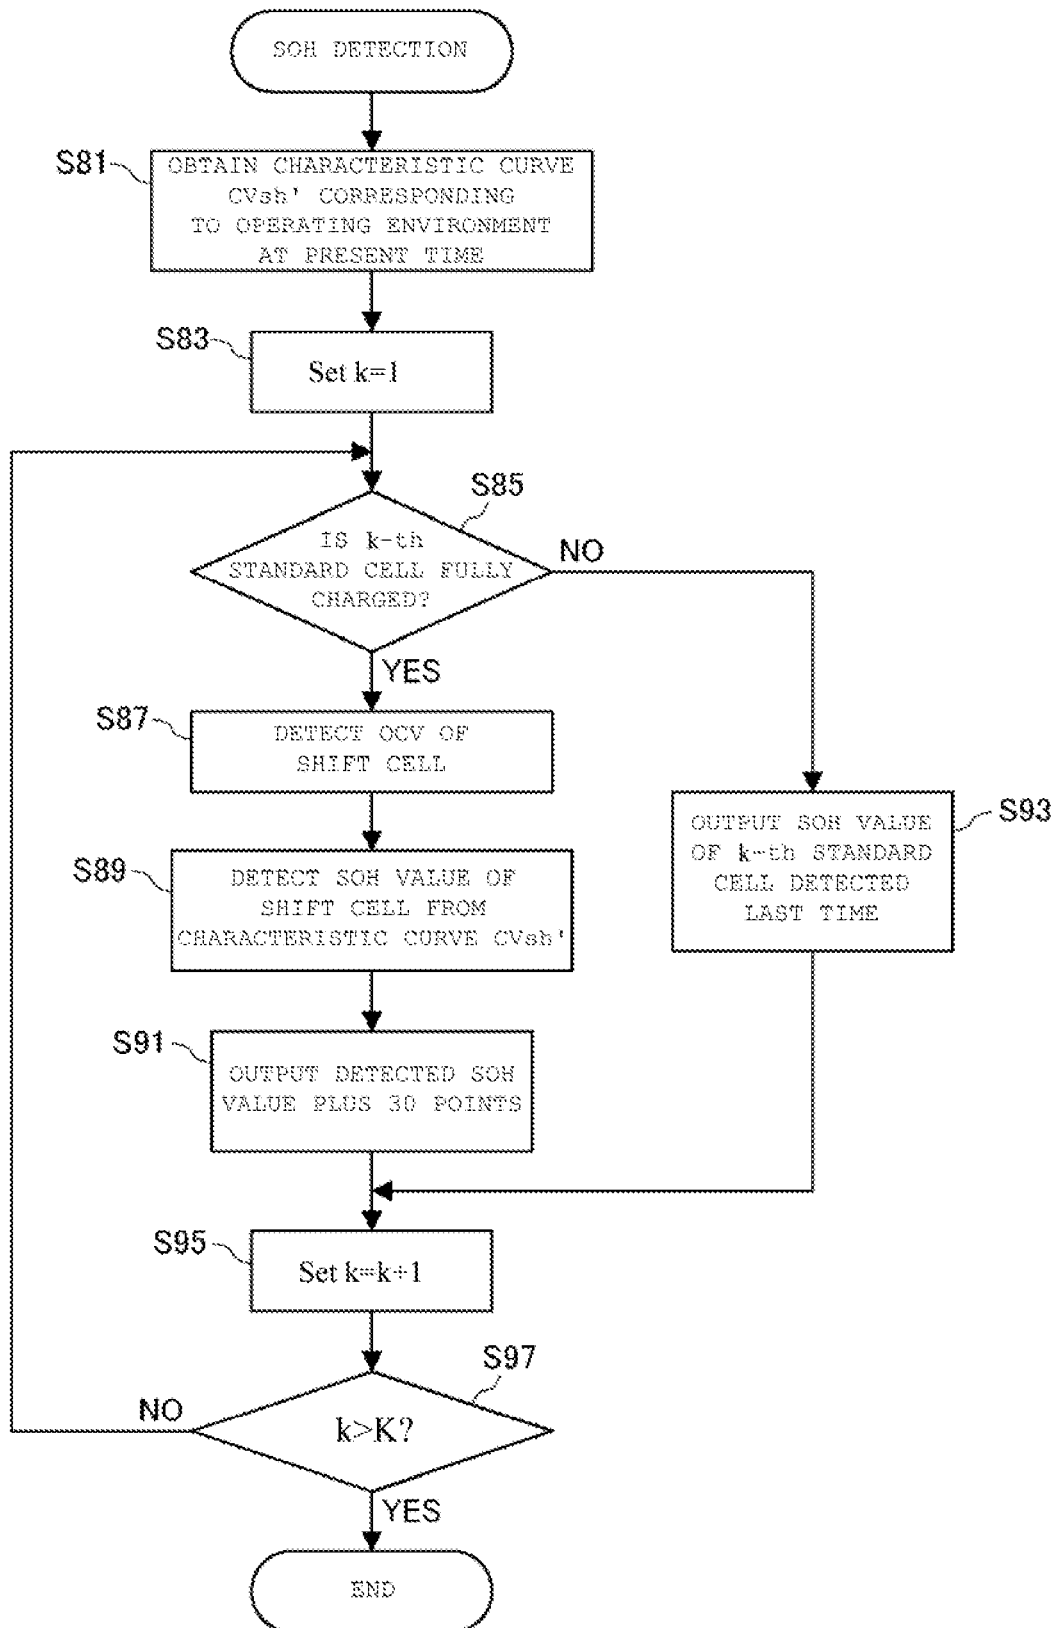 SOH DETECTION
S81
OBTAIN CHARACTERISTIC CURVE
CVsh' CORRESPONDING
TO OPERATING ENVIRONMENT
AT PRESENT TIME
S83
Set k=1
S85
IS k-th
STANDARD CELL FULLY
CHARGED?
NO
YES
S87
DETECT OCV OF
SHIFT CELL
S93
OUTPUT SOH VALUE
OF k-th STANDARD
CELL DETECTED
LAST TIME
S89
DETECT SOH VALUE OF
SHIFT CELL FROM
CHARACTERISTIC CURVE CVsh'
S91
OUTPUT DETECTED SOH
VALUE PLUS 30 POINTS
S95
Set k=k+1
S97
k>K?
NO
YES
END